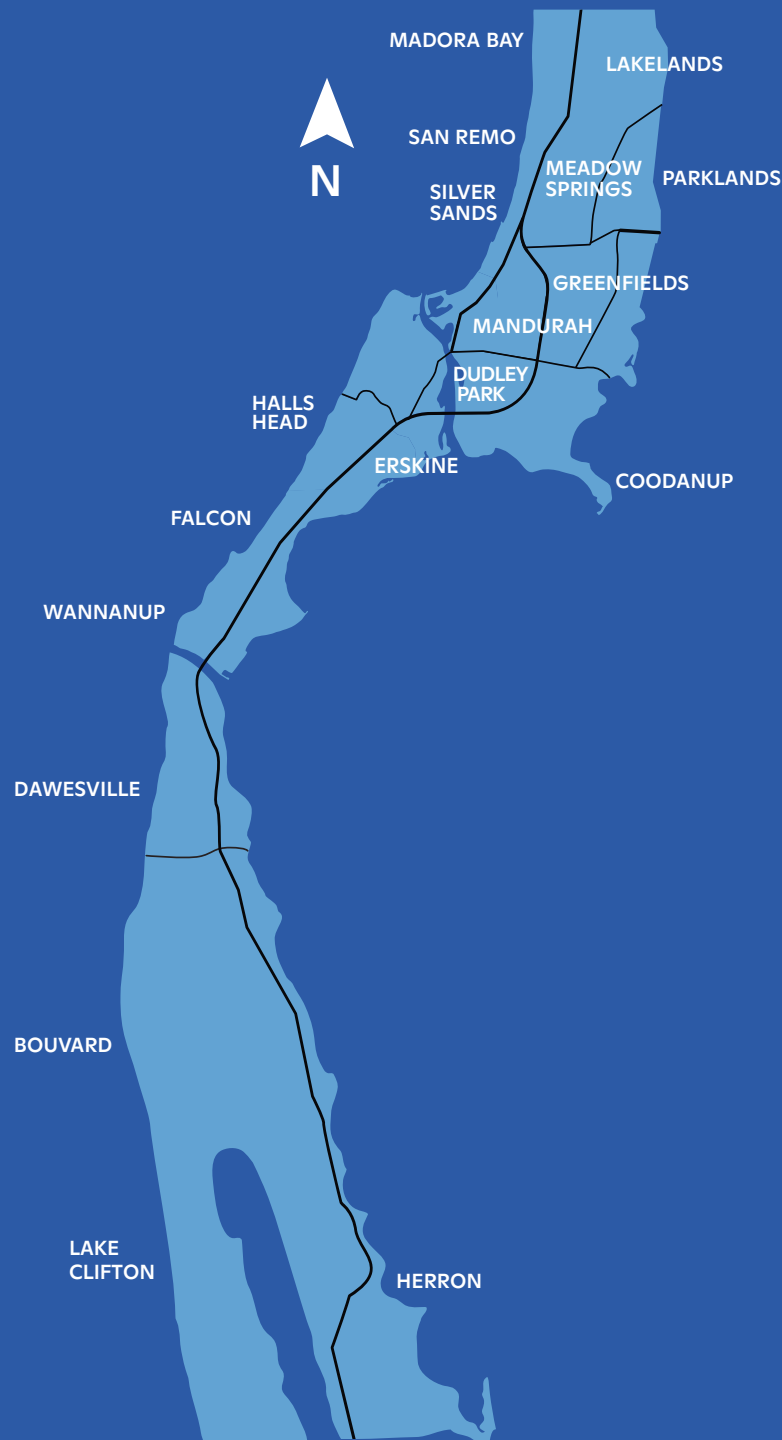 MADORA BAY
LAKELANDS
SAN REMO
MEADOW
SPRINGS
PARKLANDS
N
SILVER
SANDS
GREENFIELDS
MANDURAH
DUDLEY
PARK
HALLS
HEAD
ERSKINE
COODANUP
FALCON
WANNANUP
DAWESVILLE
BOUVARD
LAKE
CLIFTON
HERRON